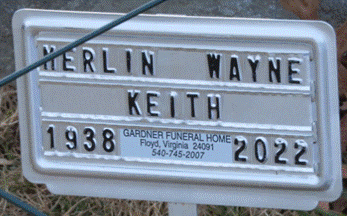 MERLIN WAYNE
KEITH
1938 GARDNER FUNERAL HOME 2022
Floyd, Virginia 24091
540-745-2007